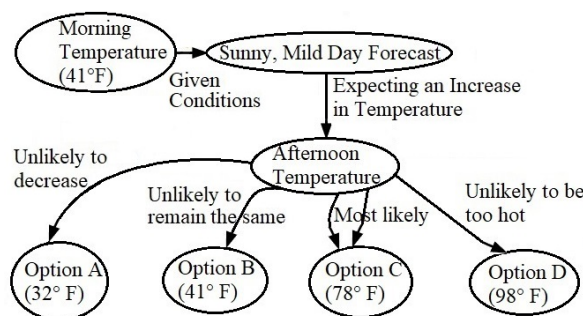 Morning
Temperature
(41°F)
Sunny, Mild Day Forecast
Given
Conditions
Expecting an Increase
in Temperature
Afternoon
Temperature
Unlikely to
decrease
Unlikely to
remain the same
Most likely
Unlikely to be
too hot
Option A
(32° F)
Option B
(41° F)
Option C
(78° F)
Option D
(98° F)